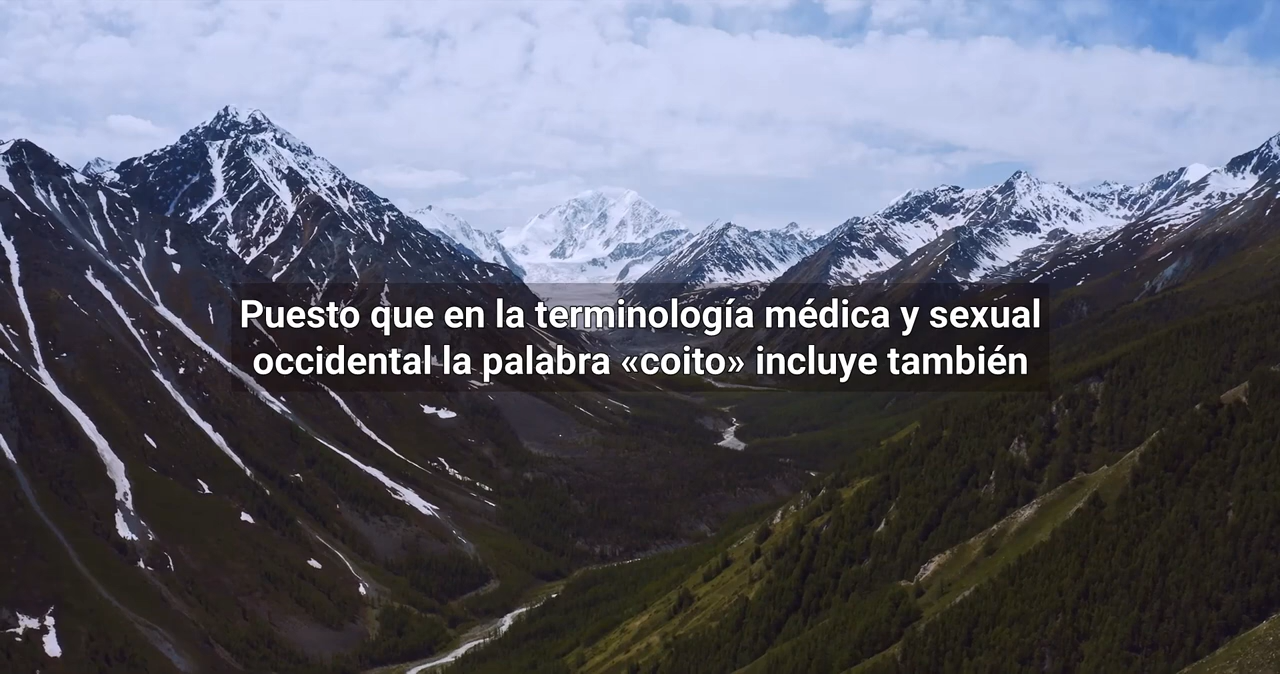 Puesto que en la terminología médica y sexual
occidental la palabra «coito» incluye también